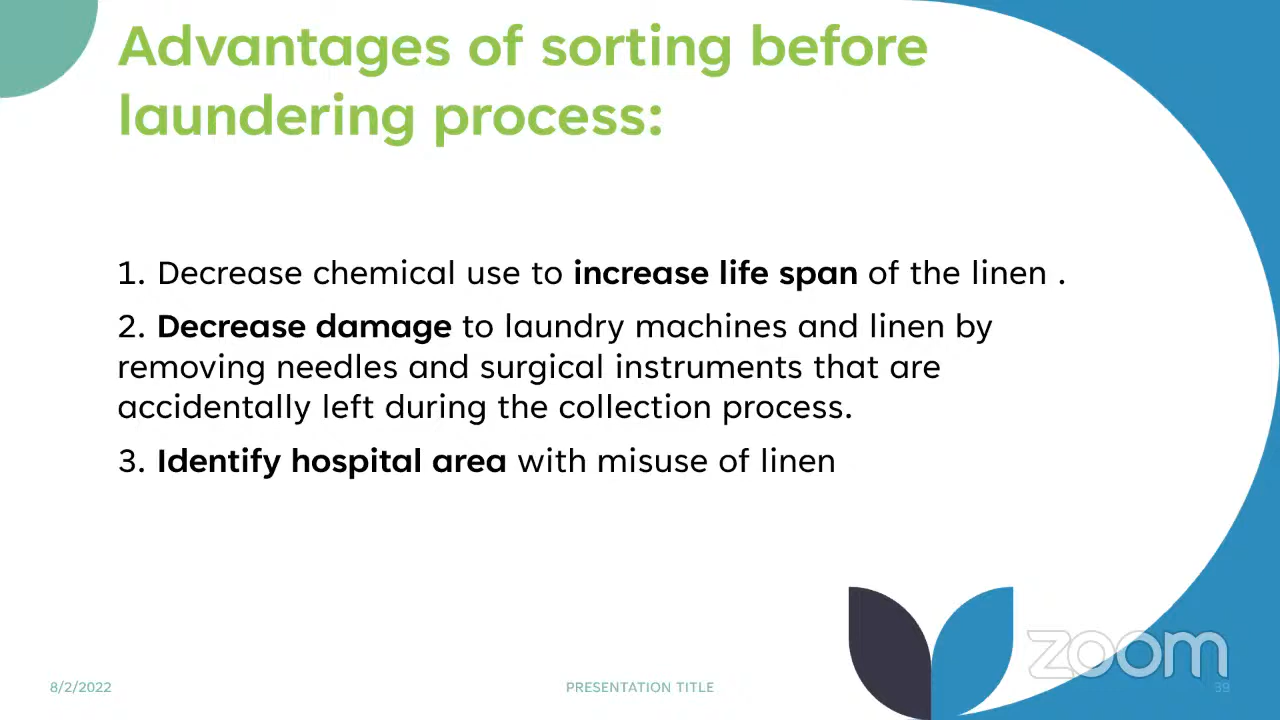 Advantages of sorting before
laundering process:
1. Decrease chemical use to increase life span of the linen .
2. Decrease damage to laundry machines and linen by
removing needles and surgical instruments that are
accidentally left during the collection process.
3. Identify hospital area with misuse of linen
zoom
8/2/2022
PRESENTATION TITLE
39